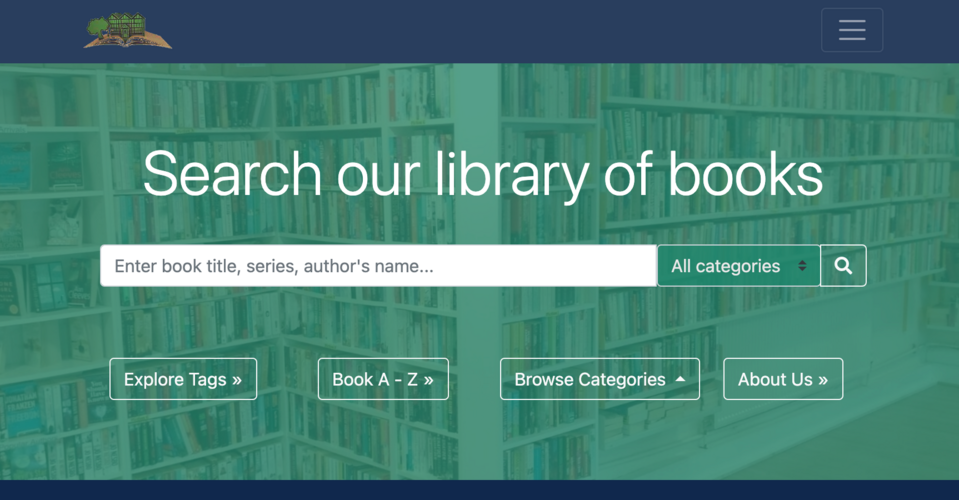 Search our library of books
Enter book title, series, author's name...
All categories
Explore Tags »
Book A - Z »
Browse Categories
About Us »